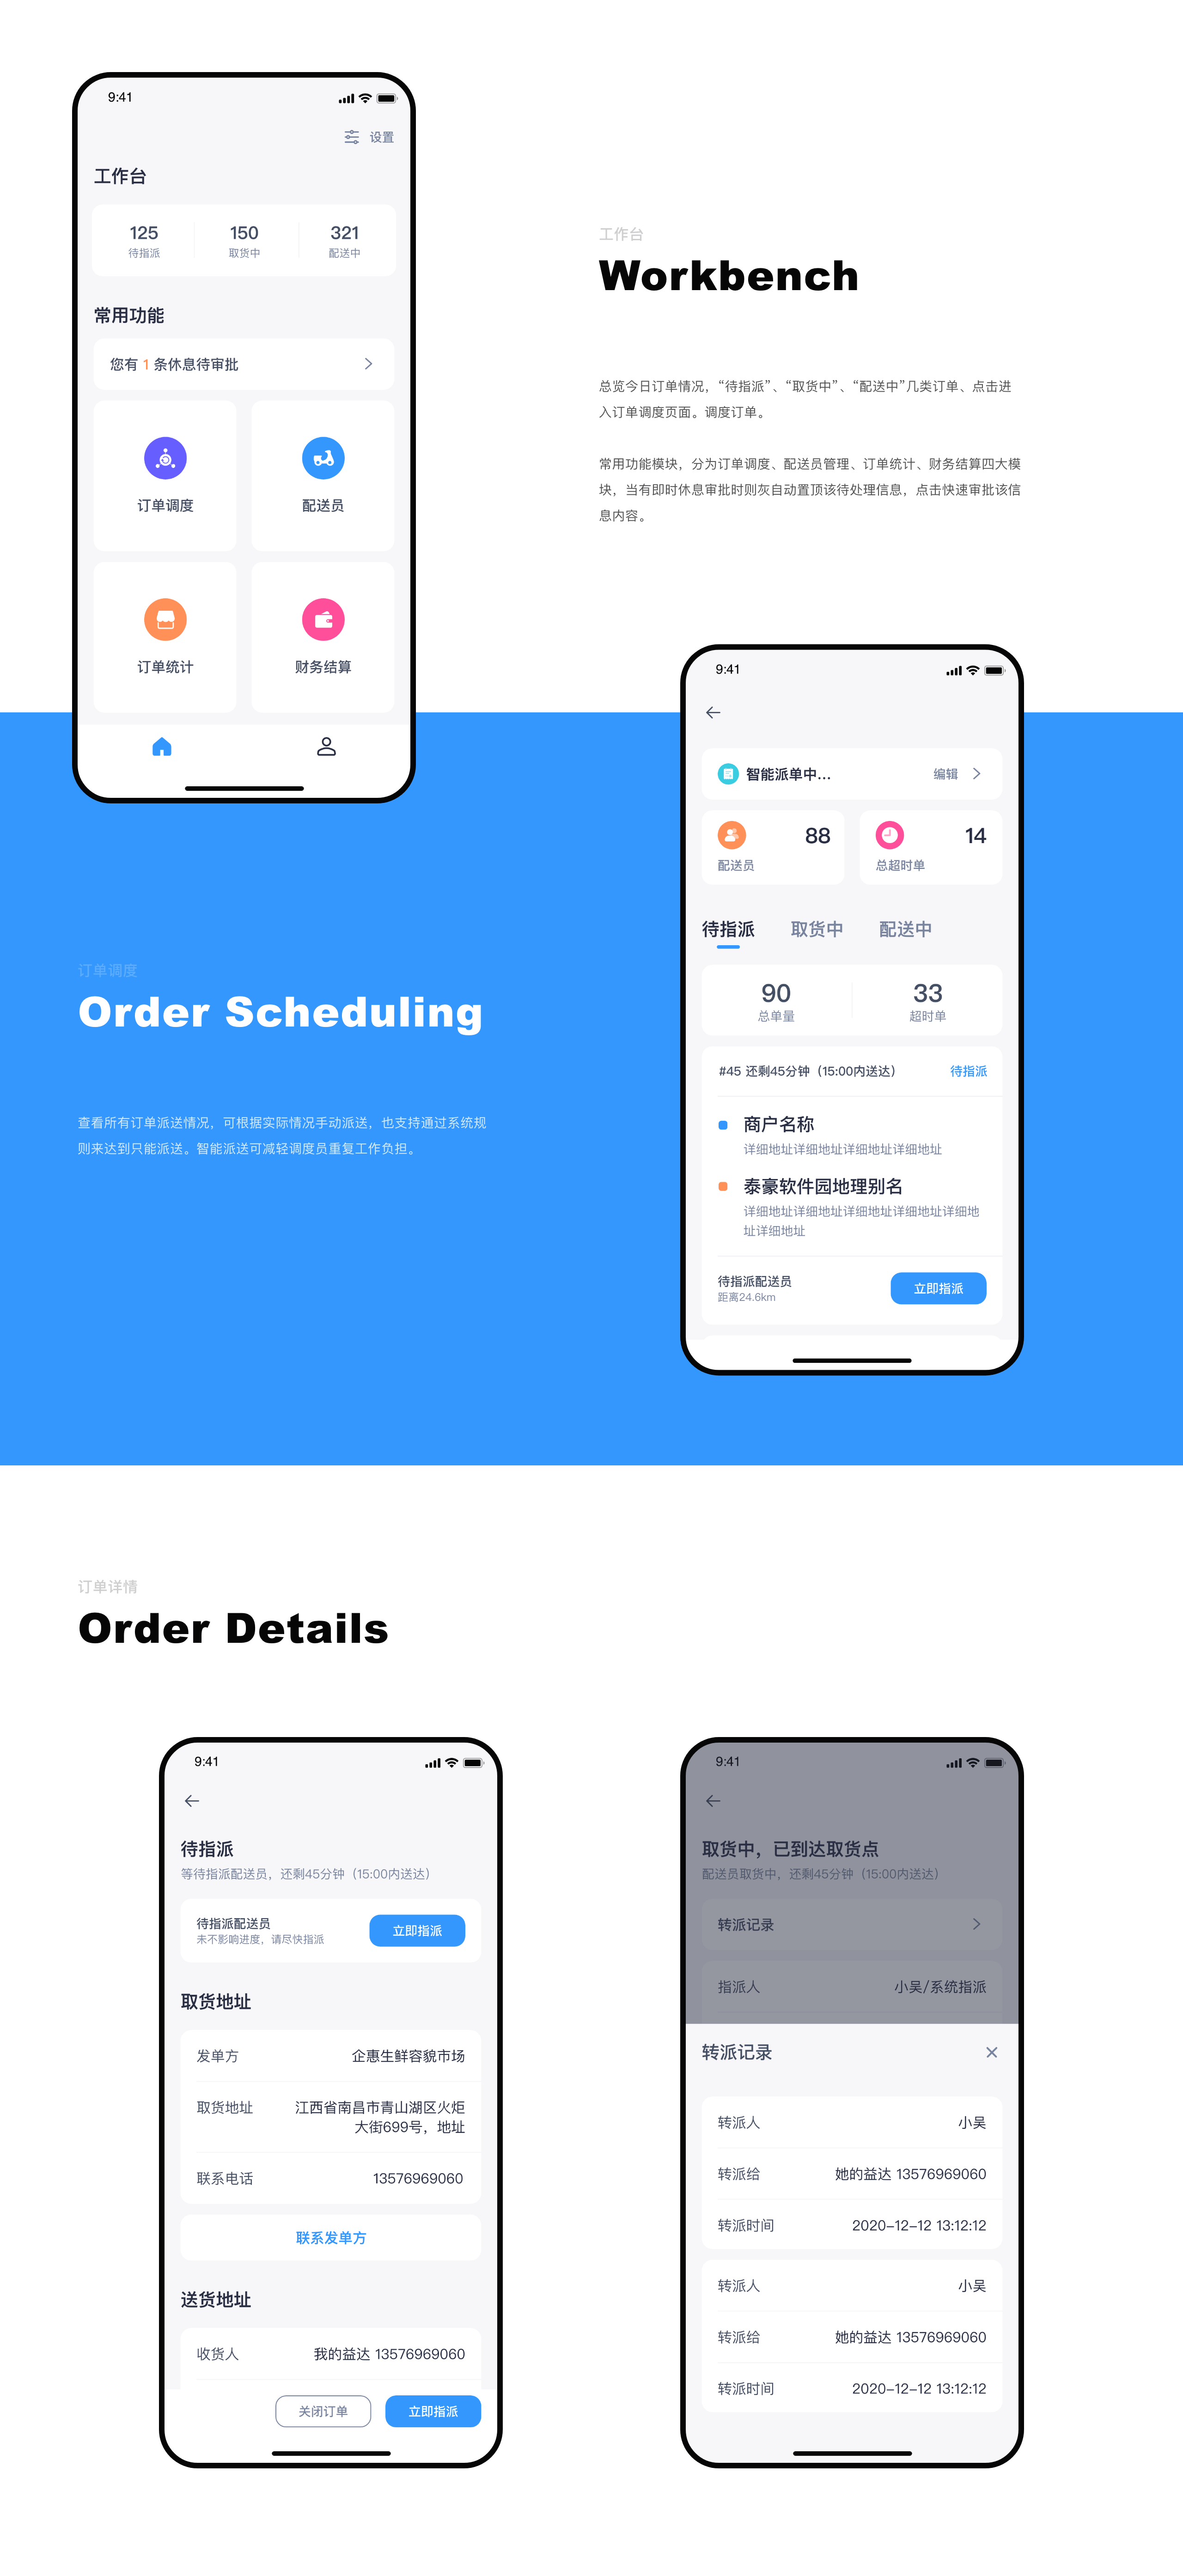 9:41
设置
工作台
125
150
321
待指派
取货中
配送中
常用功能
您有 1 条休息待审批
订单调度
配送员
订单统计
财务结算
工作台
Workbench
总览今日订单情况，“待指派”、“取货中”、“配送中”几类订单、点击进
入订单调度页面。调度订单。
常用功能模块，分为订单调度、配送员管理、订单统计、财务结算四大模
块，当有即时休息审批时则灰自动置顶该待处理信息，点击快速审批该信
息内容。
订单调度
Order Scheduling
查看所有订单派送情况，可根据实际情况手动派送，也支持通过系统规
则来达到只能派送。智能派送可减轻调度员重复工作负担。
9:41
智能派单中...
编辑
88
配送员
14
总超时单
待指派
取货中
配送中
90
33
总单量
超时单
#45 还剩45分钟（15:00内送达）
待指派
商户名称
详细地址详细地址详细地址详细地址
泰豪软件园地理别名
详细地址详细地址详细地址详细地址详细地
址详细地址
待指派配送员
距离24.6km
立即指派
订单详情
Order Details
9:41
待指派
等待指派配送员，还剩45分钟（15:00内送达）
待指派配送员
未不影响进度，请尽快指派
立即指派
取货地址
发单方
企惠生鲜容貌市场
取货地址
江西省南昌市青山湖区火炬
大街699号，地址
联系电话
13576969060
联系发单方
送货地址
收货人
我的益达 13576969060
关闭订单
立即指派
9:41
取货中，已到达取货点
配送员取货中，还剩45分钟（15:00内送达）
转派记录
指派人
小吴/系统指派
转派记录
转派人
小吴
转派给
她的益达 13576969060
转派时间
2020-12-12 13:12:12
转派人
小吴
转派给
她的益达 13576969060
转派时间
2020-12-12 13:12:12